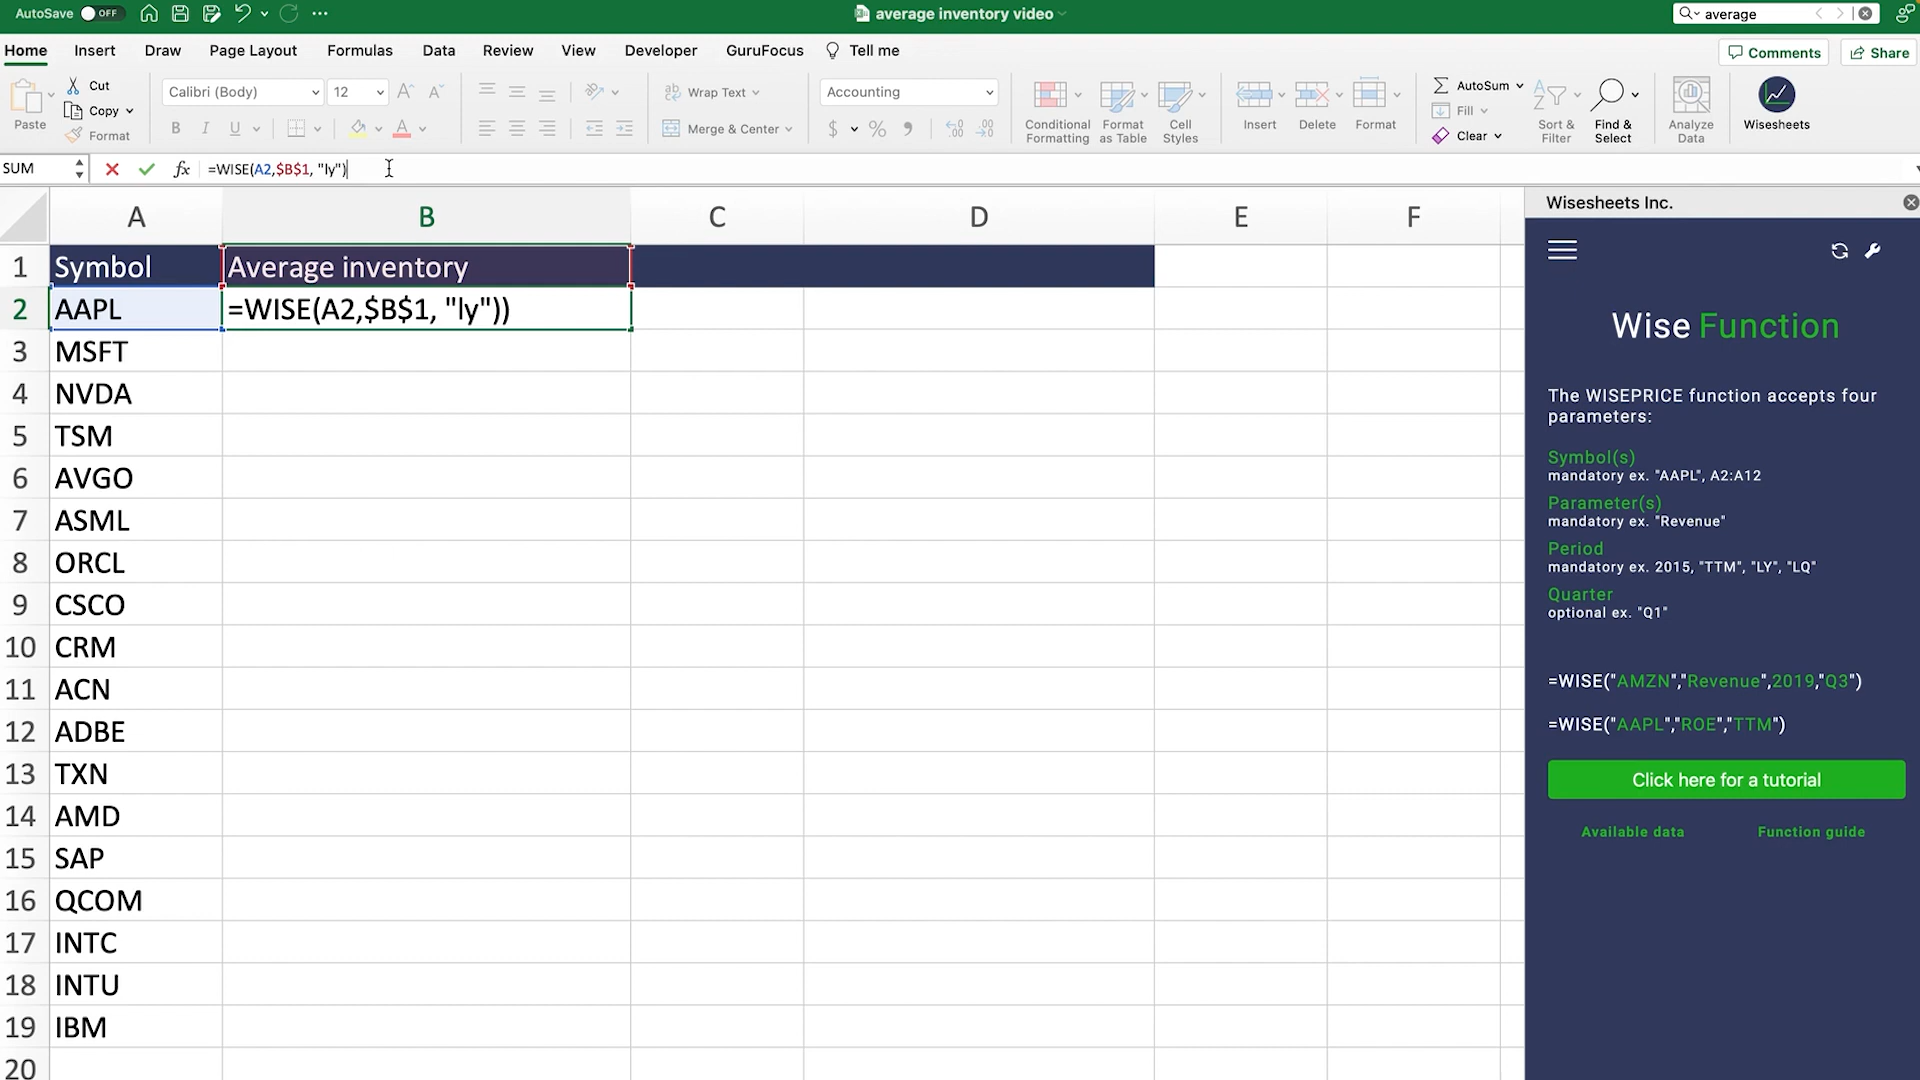 AutoSave OFF
average inventory video
average
Home Insert Draw Page Layout Formulas Data Review View Developer GuruFocus Tell me
Comments Share
Paste
Cut
Copy
Format
Calibri (Body) 12
B I U
Wrap Text
Merge & Center
Accounting
$ %
Conditional Formatting
Format as Table
Cell Styles
Insert
Delete
Format
AutoSum
Fill
Clear
Sort & Filter
Find & Select
Analyze Data
Wisesheets
SUM fx =WISE(A2,$B$1, "ly")
A B C D E F
1 Symbol Average inventory
2 AAPL =WISE(A2,$B$1, "ly"))
3 MSFT
4 NVDA
5 TSM
6 AVGO
7 ASML
8 ORCL
9 CSCO
10 CRM
11 ACN
12 ADBE
13 TXN
14 AMD
15 SAP
16 QCOM
17 INTC
18 INTU
19 IBM
20
Wisesheets Inc.
Wise Function
The WISEPRICE function accepts four
parameters:
Symbol(s)
mandatory ex. "AAPL", A2:A12
Parameter(s)
mandatory ex. "Revenue"
Period
mandatory ex. 2015, "TTM", "LY", "LQ"
Quarter
optional ex. "Q1"
=WISE("AMZN","Revenue",2019,"Q3")
=WISE("AAPL","ROE","TTM")
Click here for a tutorial
Available data Function guide